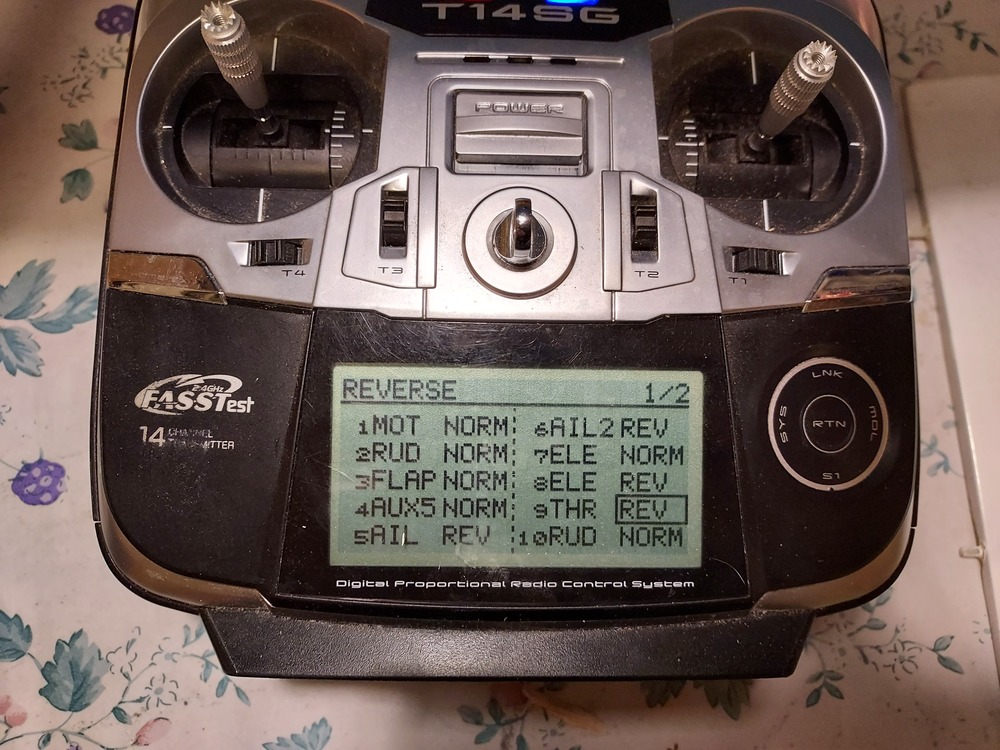 T14SG
POWER
T4
T3
T2
T1
2.4GHz
FASSTest
14 CHANNEL
TRANSMITTER
LNK
SYS
RTN
MDL
S1
REVERSE 1/2
1MOT NORM 6AIL2 REV
2RUD NORM 7ELE NORM
3FLAP NORM 8ELE REV
4AUX5 NORM 9THR REV
5AIL REV 10RUD NORM
Digital Proportional Radio Control System